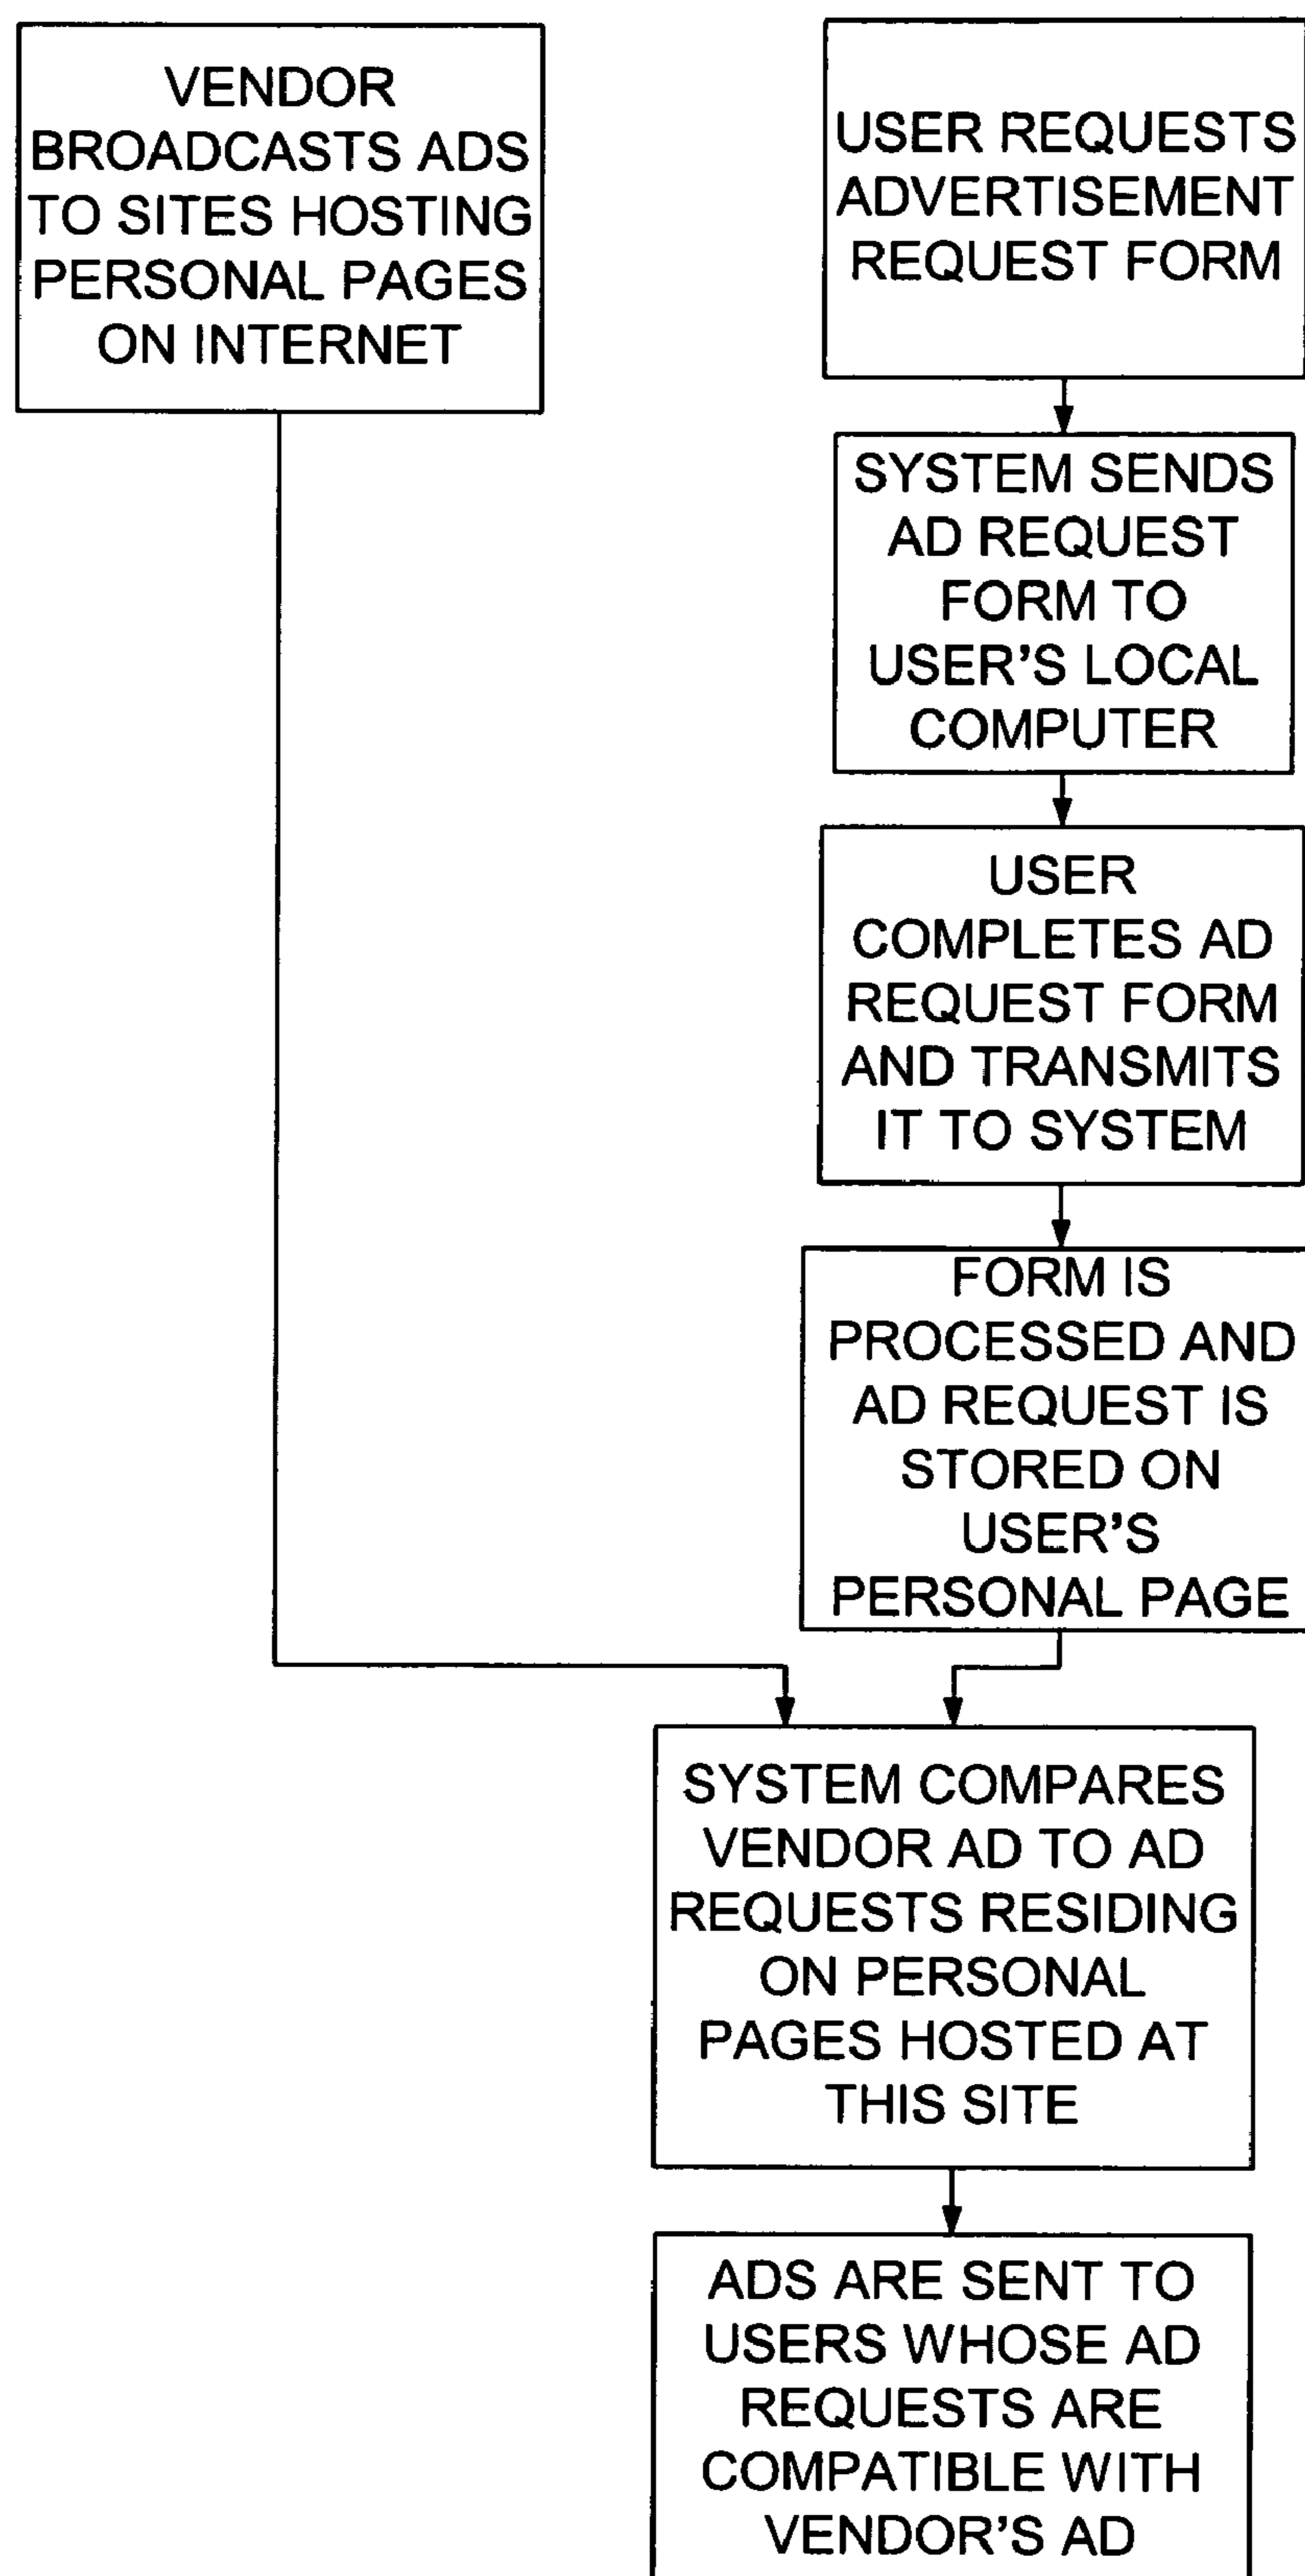 VENDOR
BROADCASTS ADS
TO SITES HOSTING
PERSONAL PAGES
ON INTERNET
USER REQUESTS
ADVERTISEMENT
REQUEST FORM
SYSTEM SENDS
AD REQUEST
FORM TO
USER'S LOCAL
COMPUTER
USER
COMPLETES AD
REQUEST FORM
AND TRANSMITS
IT TO SYSTEM
FORM IS
PROCESSED AND
AD REQUEST IS
STORED ON
USER'S
PERSONAL PAGE
SYSTEM COMPARES
VENDOR AD TO AD
REQUESTS RESIDING
ON PERSONAL
PAGES HOSTED AT
THIS SITE
ADS ARE SENT TO
USERS WHOSE AD
REQUESTS ARE
COMPATIBLE WITH
VENDOR'S AD